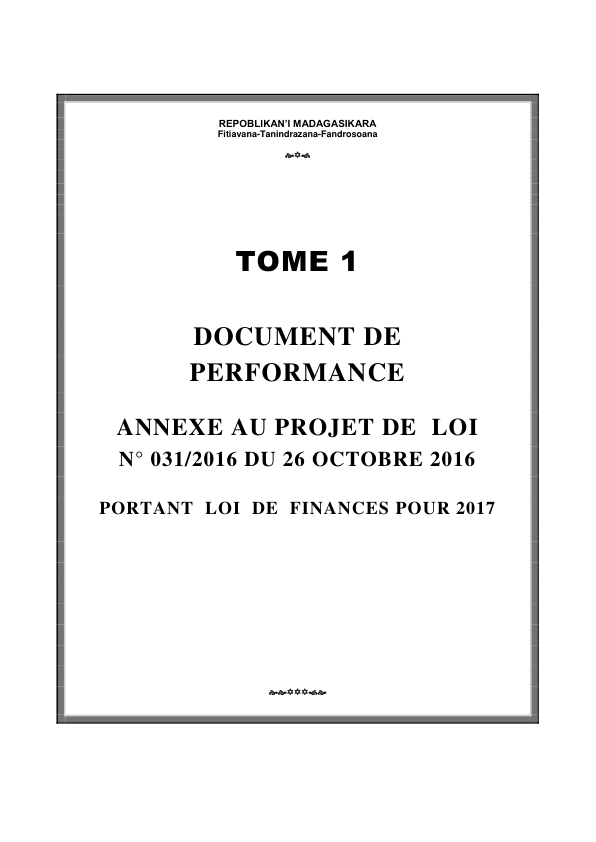 REPOBLIKAN'I MADAGASIKARA
Fitiavana-Tanindrazana-Fandrosoana
TOME 1
DOCUMENT DE
PERFORMANCE
ANNEXE AU PROJET DE LOI
N° 031/2016 DU 26 OCTOBRE 2016
PORTANT LOI DE FINANCES POUR 2017